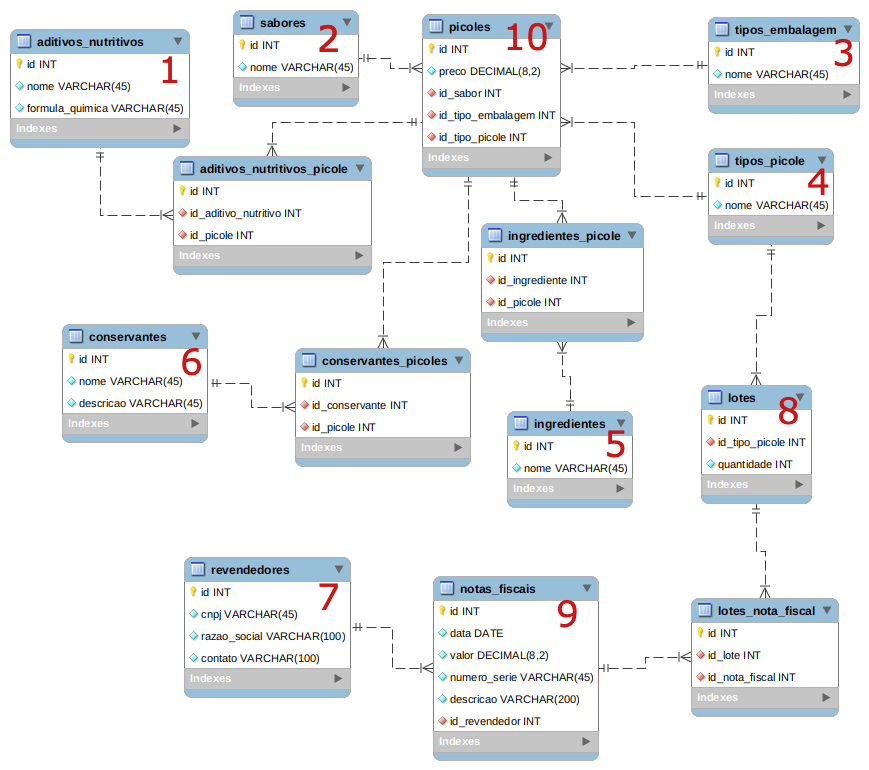 aditivos_nutritivos
1
id INT
nome VARCHAR(45)
formula_quimica VARCHAR(45)
Indexes
sabores
2
id INT
nome VARCHAR(45)
Indexes
picoles
10
id INT
preco DECIMAL(8,2)
id_sabor INT
id_tipo_embalagem INT
id_tipo_picole INT
Indexes
tipos_embalagem
3
id INT
nome VARCHAR(45)
Indexes
aditivos_nutritivos_picole
id INT
id_aditivo_nutritivo INT
id_picole INT
Indexes
tipos_picole
4
id INT
nome VARCHAR(45)
Indexes
ingredientes_picole
id INT
id_ingrediente INT
id_picole INT
Indexes
conservantes
6
id INT
nome VARCHAR(45)
descricao VARCHAR(45)
Indexes
conservantes_picoles
id INT
id_conservante INT
id_picole INT
Indexes
ingredientes
5
id INT
nome VARCHAR(45)
Indexes
lotes
8
id INT
id_tipo_picole INT
quantidade INT
Indexes
revendedores
7
id INT
cnpj VARCHAR(45)
razao_social VARCHAR(100)
contato VARCHAR(100)
Indexes
notas_fiscais
9
id INT
data DATE
valor DECIMAL(8,2)
numero_serie VARCHAR(45)
descricao VARCHAR(200)
id_revendedor INT
Indexes
lotes_nota_fiscal
id INT
id_lote INT
id_nota_fiscal INT
Indexes